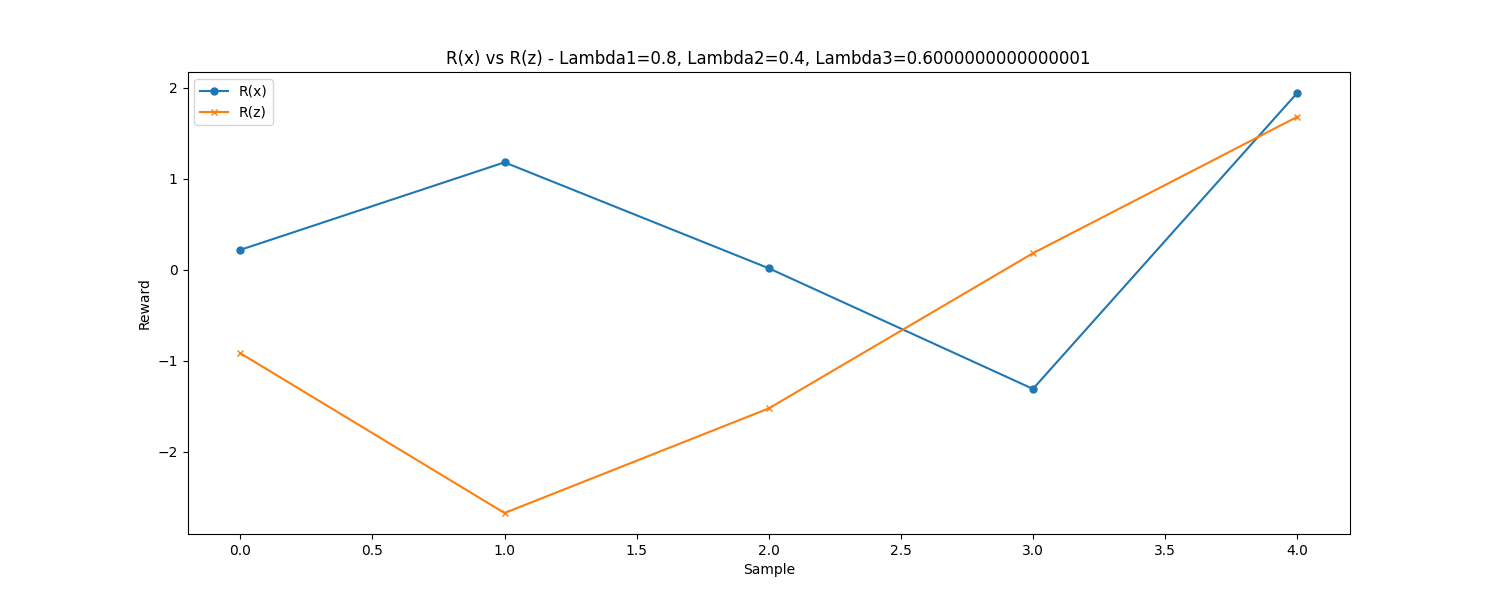 R(x) vs R(z) - Lambda1=0.8, Lambda2=0.4, Lambda3=0.6000000000000001
R(x)
R(z)
2
1
0
−1
−2
Reward
0.0 0.5 1.0 1.5 2.0 2.5 3.0 3.5 4.0
Sample